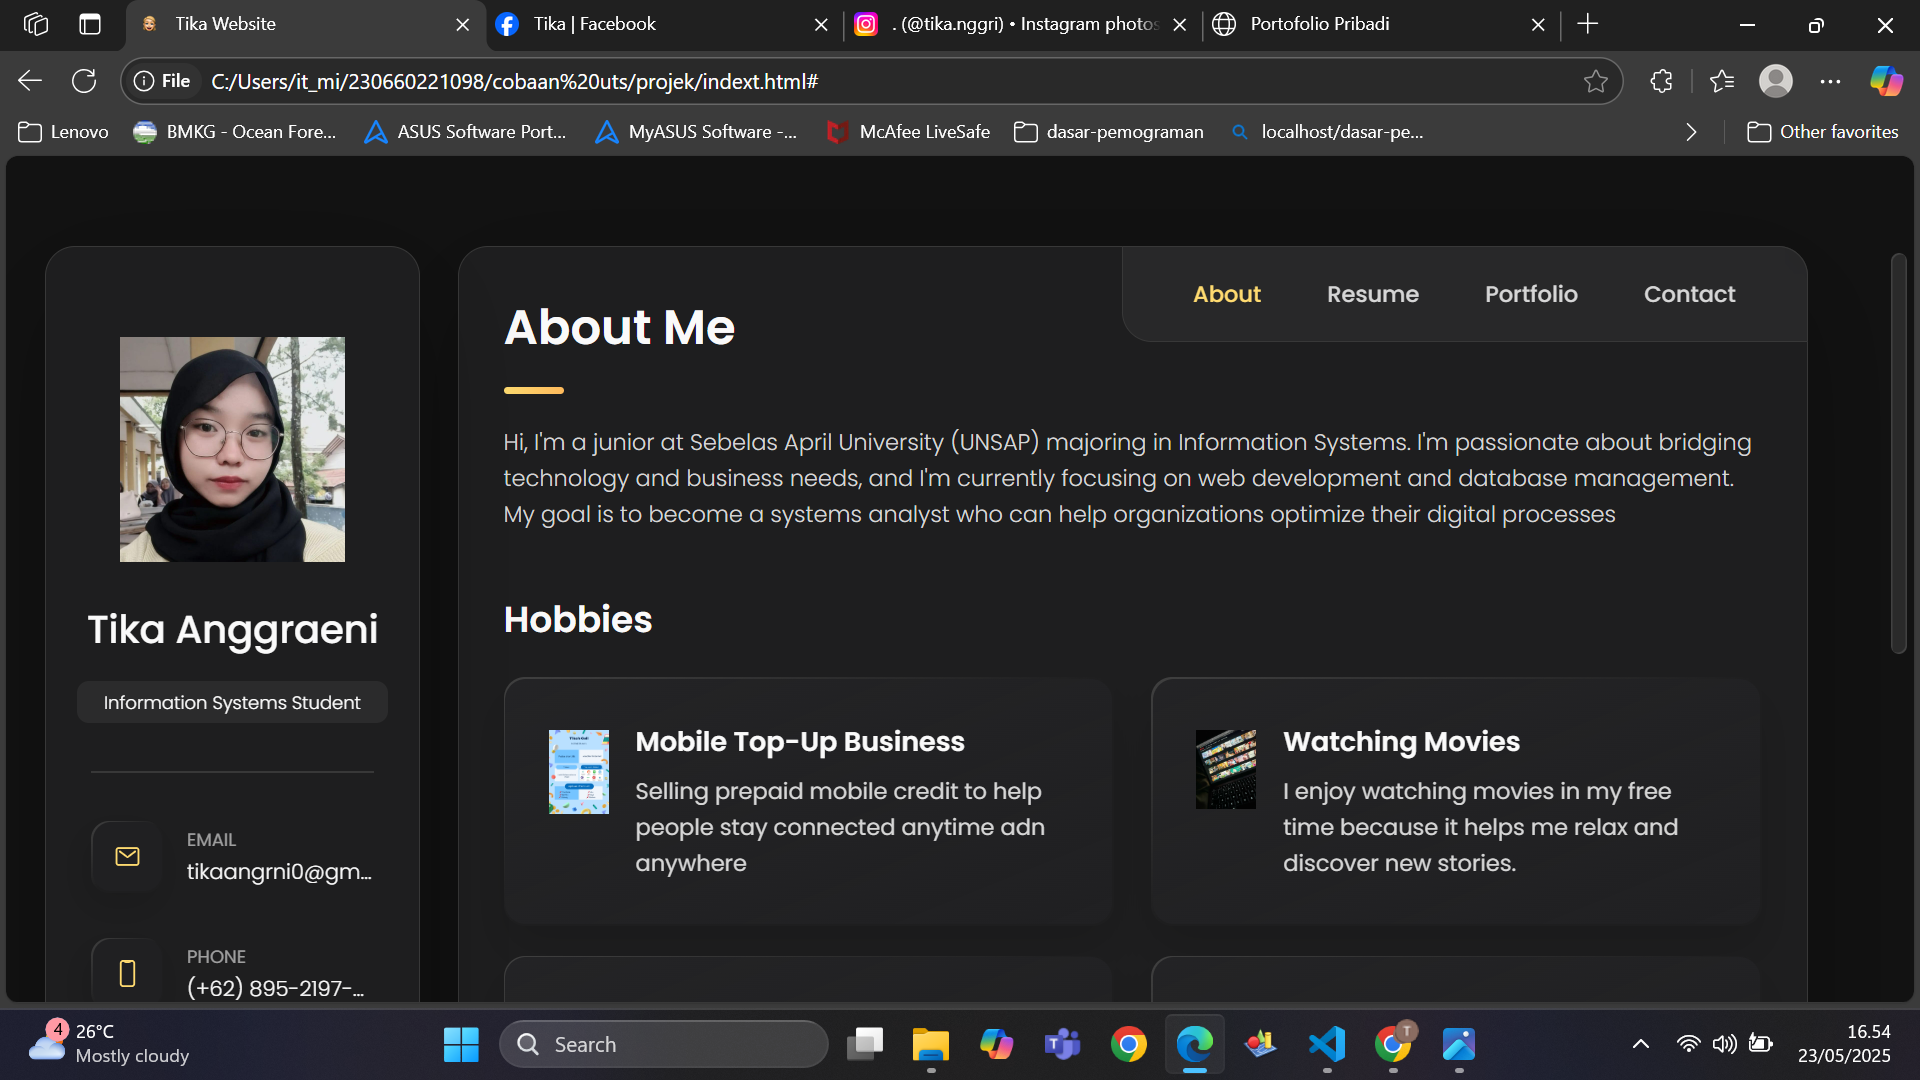 Tika Website
Tika | Facebook
. (@tika.nggri) • Instagram photos
Portofolio Pribadi
File
C:/Users/it_mi/230660221098/cobaan%20uts/projek/indext.html#
Lenovo
BMKG - Ocean Fore...
ASUS Software Port...
MyASUS Software -...
McAfee LiveSafe
dasar-pemograman
localhost/dasar-pe...
Other favorites
Tika Anggraeni
Information Systems Student
EMAIL
tikaangrni0@gm...
PHONE
(+62) 895-2197-...
About
Resume
Portfolio
Contact
About Me
Hi, I'm a junior at Sebelas April University (UNSAP) majoring in Information Systems. I'm passionate about bridging
technology and business needs, and I'm currently focusing on web development and database management.
My goal is to become a systems analyst who can help organizations optimize their digital processes
Hobbies
Mobile Top-Up Business
Selling prepaid mobile credit to help
people stay connected anytime adn
anywhere
Watching Movies
I enjoy watching movies in my free
time because it helps me relax and
discover new stories.
4
26°C
Mostly cloudy
Search
T
T
16.54
23/05/2025